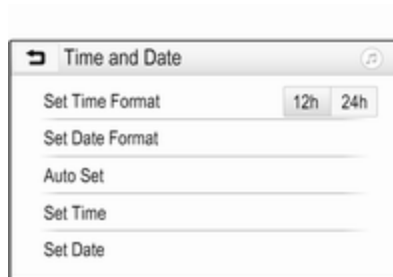 Time and Date
Set Time Format 12h 24h
Set Date Format
Auto Set
Set Time
Set Date